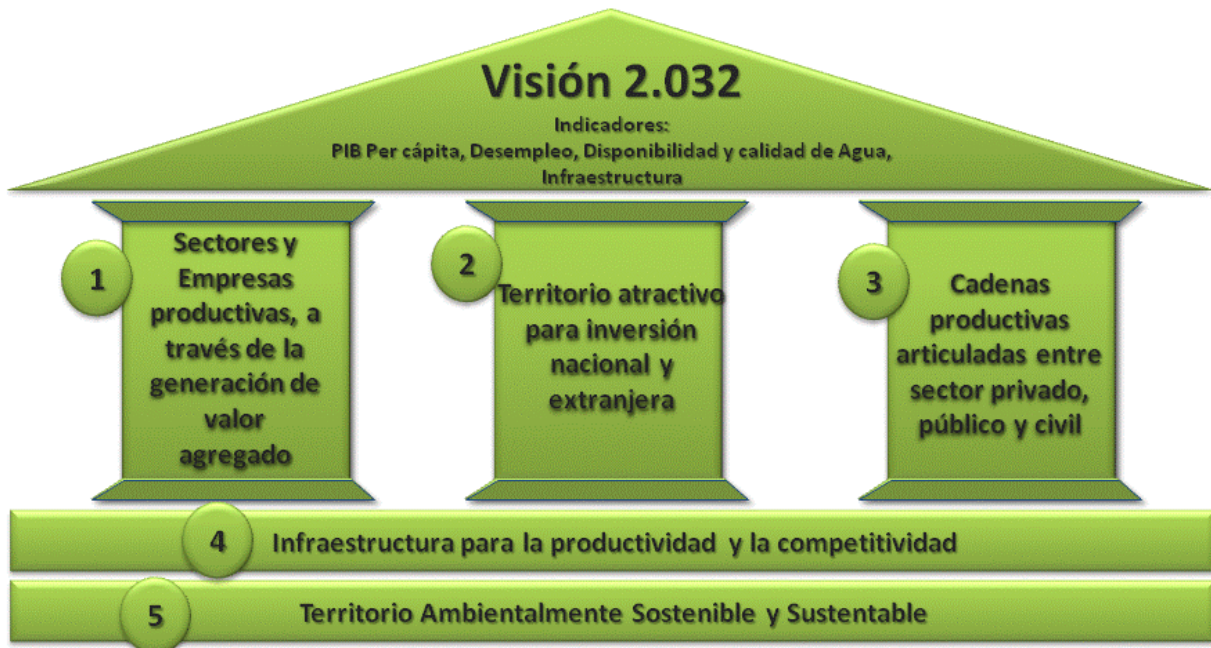 Visión 2.032
Indicadores:
PIB Per cápita, Desempleo, Disponibilidad y calidad de Agua,
Infraestructura
1
Sectores y
Empresas
productivas, a
través de la
generación de
valor
agregado
2
Territorio atractivo
para inversión
nacional y
extranjera
3
Cadenas
productivas
articuladas entre
sector privado,
público y civil
4 Infraestructura para la productividad y la competitividad
5 Territorio Ambientalmente Sostenible y Sustentable